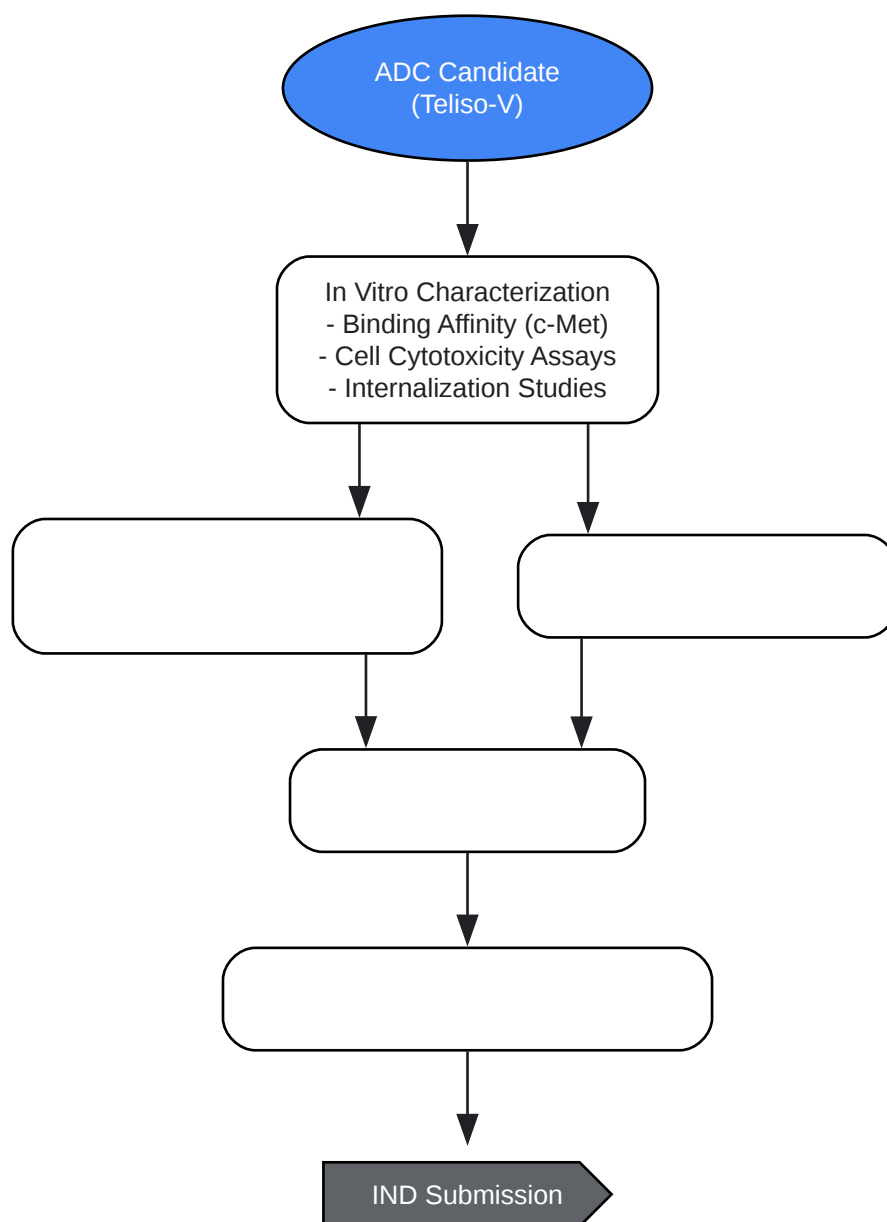 ADC Candidate
(Teliso-V)
In Vitro Characterization
- Binding Affinity (c-Met)
- Cell Cytotoxicity Assays
- Internalization Studies
IND Submission